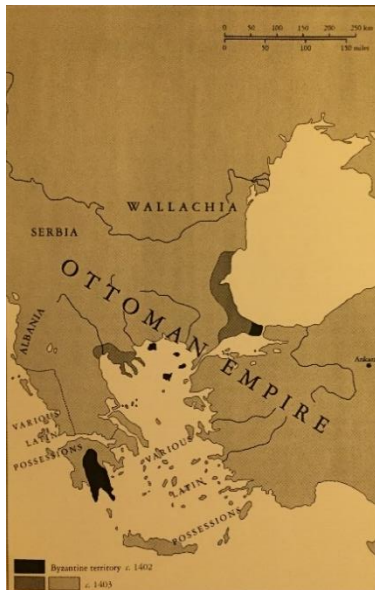 0 50 100 150 200 250 km
0 50 100 150 miles
WALLACHIA
SERBIA
OTTOMAN EMPIRE
ALBANIA
Ankara
VARIOUS
LATIN
POSSESSIONS
VARIOUS
LATIN
POSSESSIONS
Byzantine territory c. 1402
c. 1403